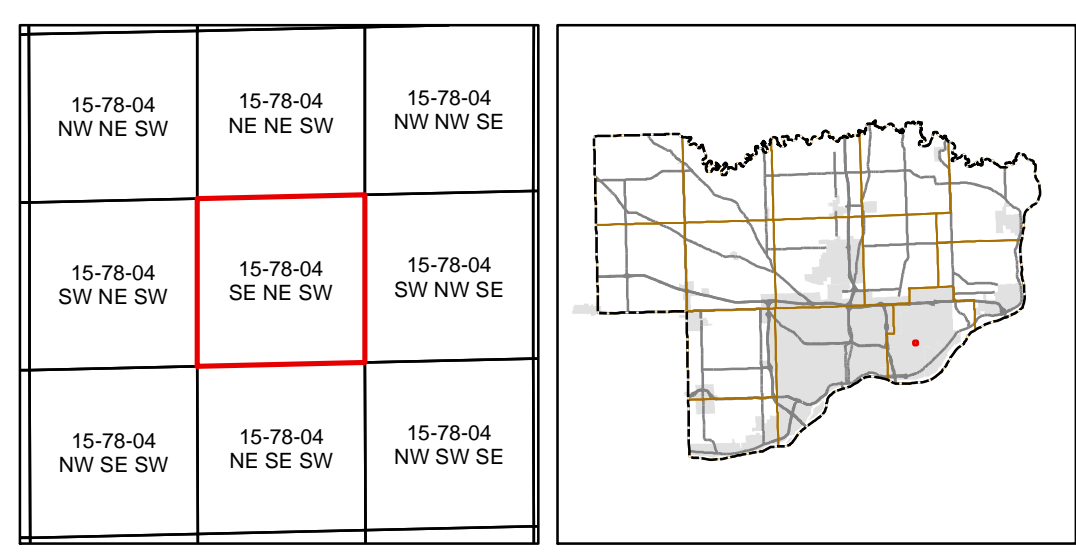 15-78-04
NW NE SW
15-78-04
NE NE SW
15-78-04
NW NW SE
15-78-04
SW NE SW
15-78-04
SE NE SW
15-78-04
SW NW SE
15-78-04
NW SE SW
15-78-04
NE SE SW
15-78-04
NW SW SE